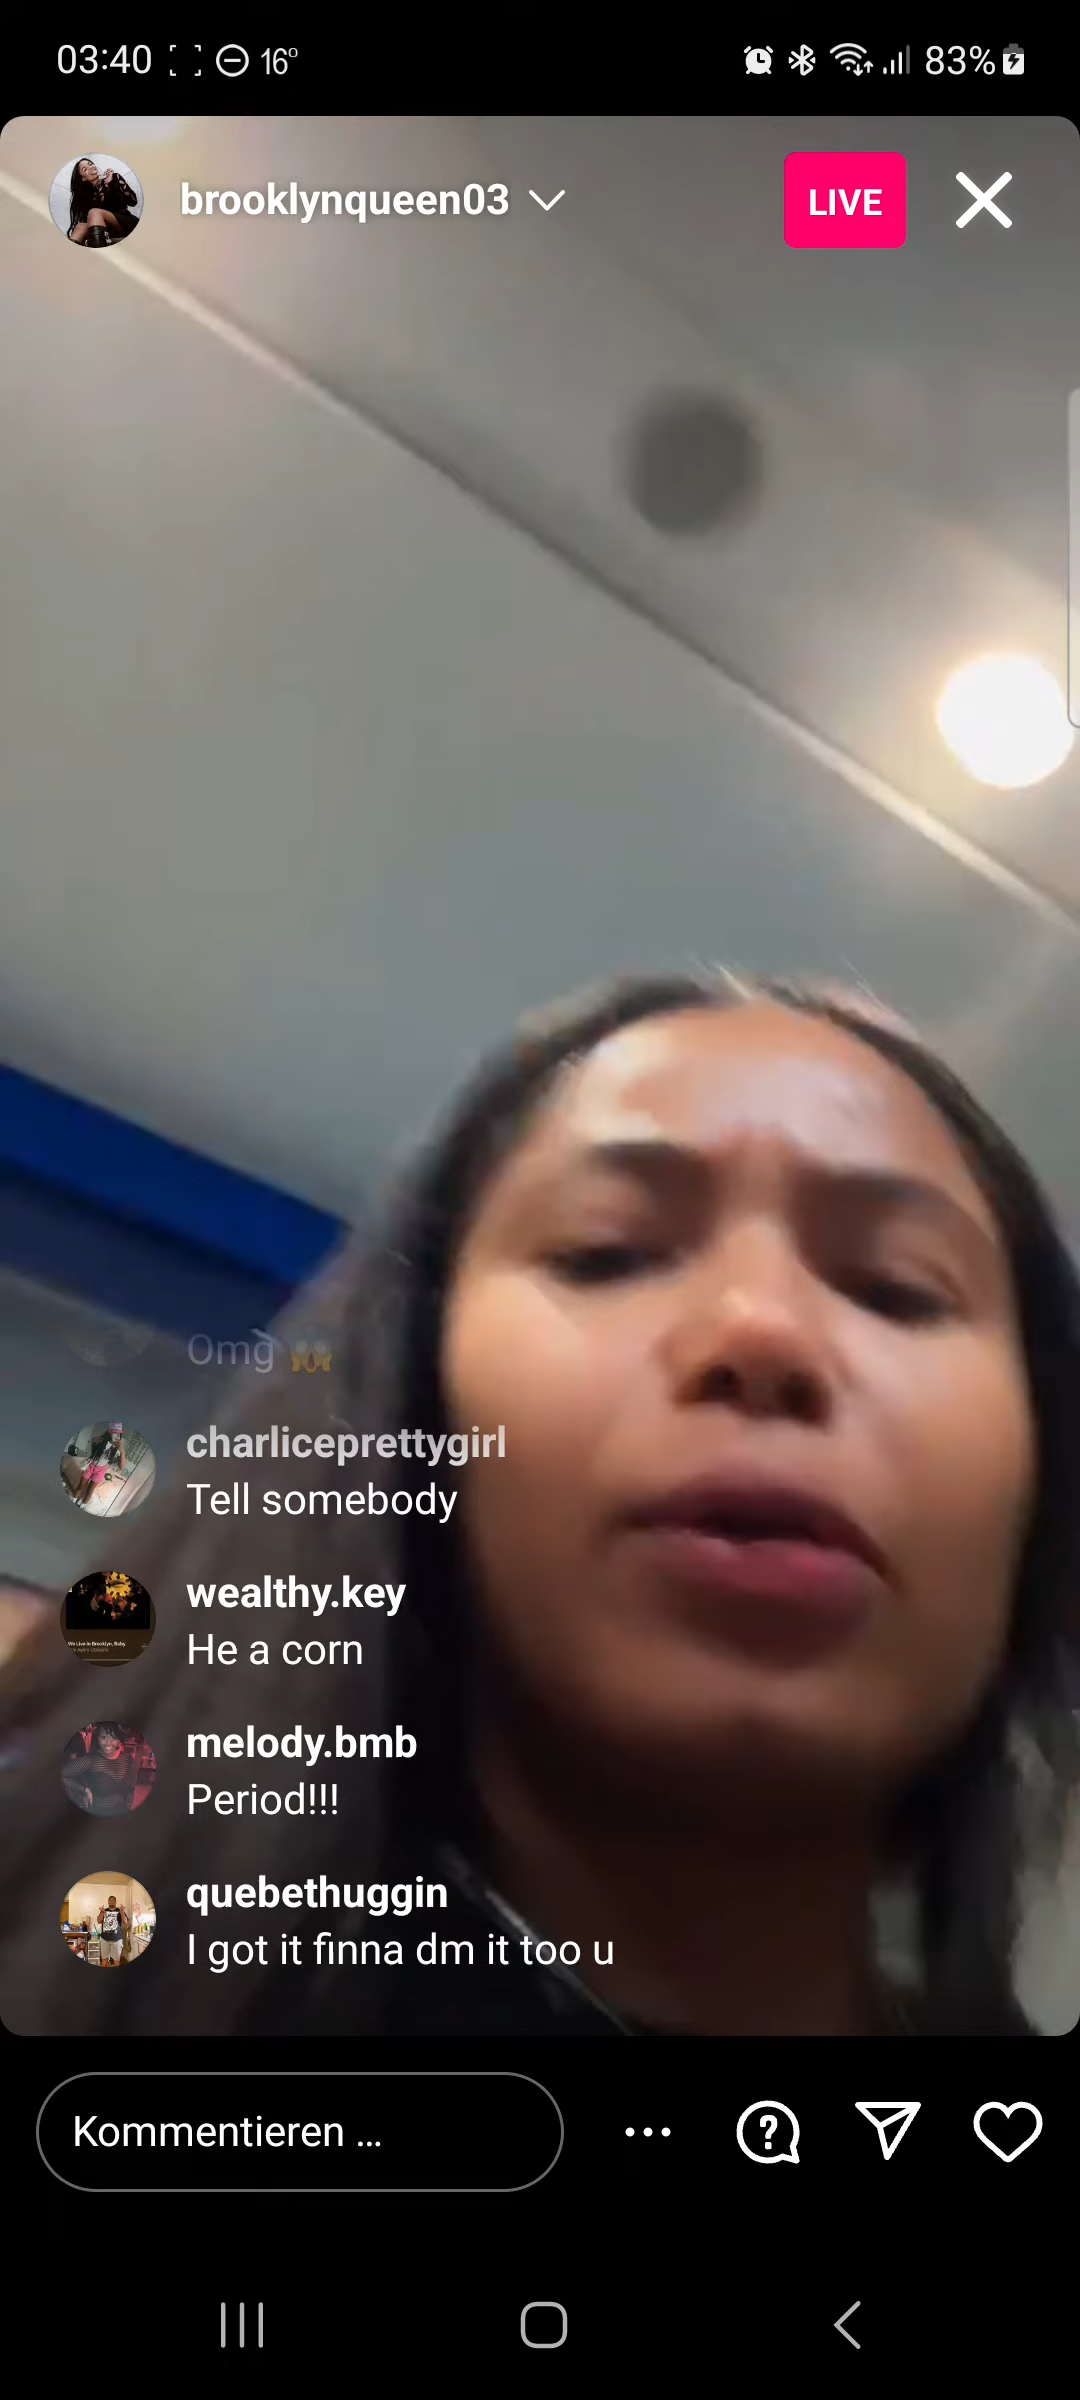 03:40 16° 83%
brooklynqueen03 LIVE
Omg 😱
charliceprettygirl
Tell somebody
wealthy.key
He a corn
melody.bmb
Period!!!
quebethuggin
I got it finna dm it too u
Kommentieren ...